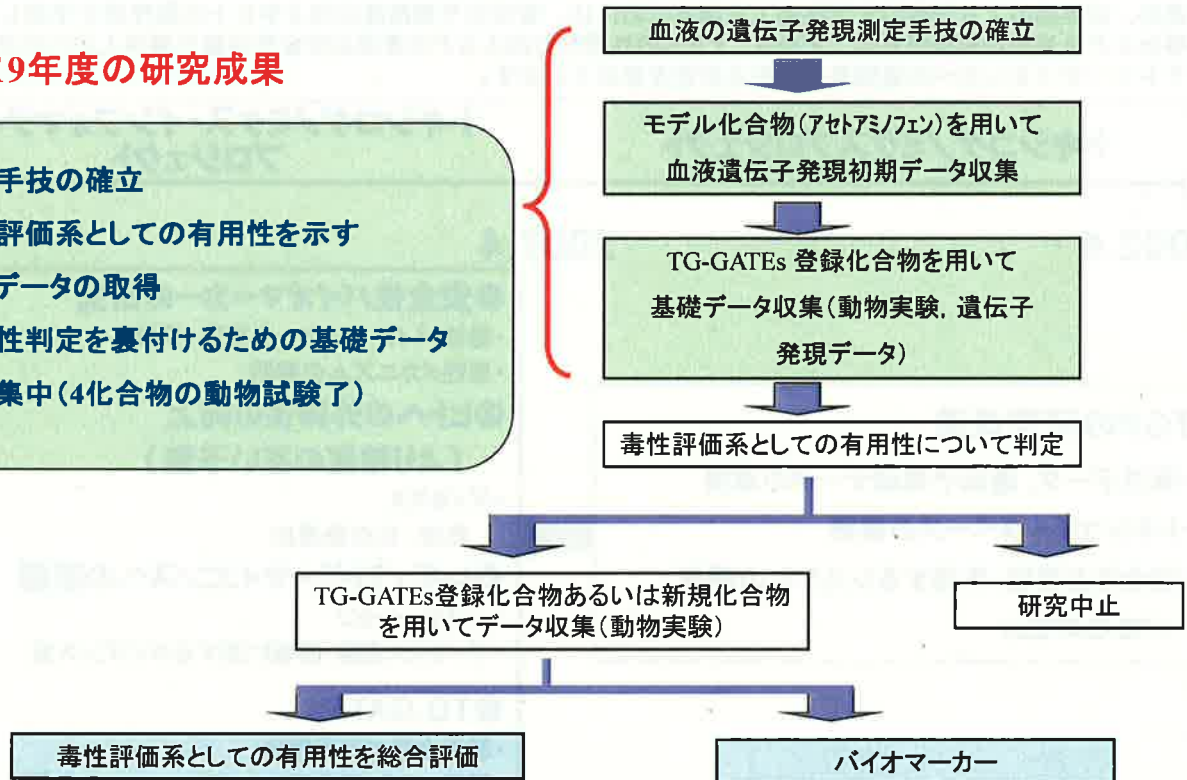 9年度の研究成果
手技の確立
評価系としての有用性を示す
データの取得
性判定を裏付けるための基礎データ
集中(4化合物の動物試験了)
血液の遺伝子発現測定手技の確立
モデル化合物(アセトアミノフェン)を用いて
血液遺伝子発現初期データ収集
TG-GATEs 登録化合物を用いて
基礎データ収集(動物実験, 遺伝子
発現データ)
毒性評価系としての有用性について判定
TG-GATEs登録化合物あるいは新規化合物
を用いてデータ収集(動物実験)
研究中止
毒性評価系としての有用性を総合評価
バイオマーカー